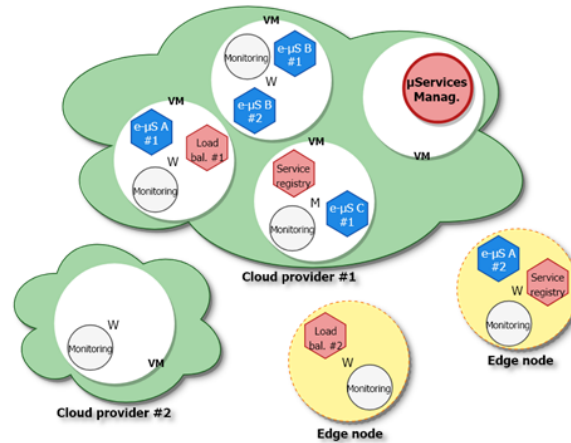 VM
Monitoring
e-μS B
#1
W
e-μS B
#2
μServices
Manag.
VM
VM
e-μS A
#1
Load
bal. #1
W
Monitoring
VM
Service
registry
M
e-μS C
#1
Monitoring
Cloud provider #1
e-μS A
#2
W
Service
registry
Monitoring
Edge node
W
Monitoring
VM
Cloud provider #2
Load
bal. #2
W
Monitoring
Edge node